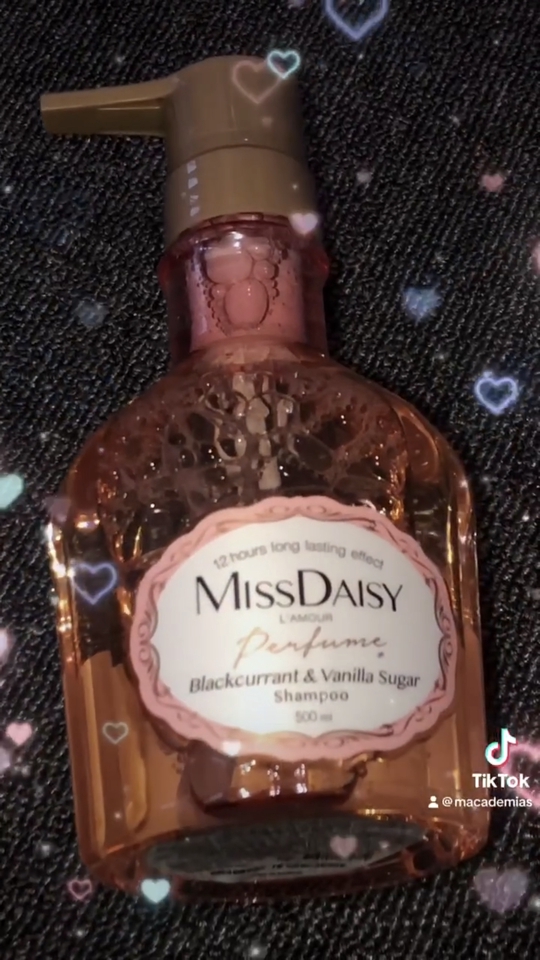 12 hours long lasting effect
MISSDAISY
L'AMOUR
Perfume
Blackcurrant & Vanilla Sugar
Shampoo
500 ml
TikTok
@macademias